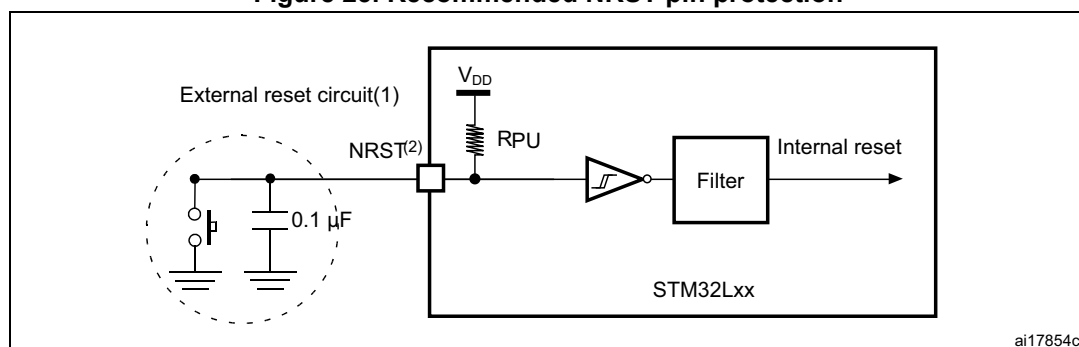 Figure 26. Recommended NRST pin protection
External reset circuit(1)
VDD
NRST(2)
RPU
Internal reset
Filter
0.1 µF
STM32Lxx
ai17854c